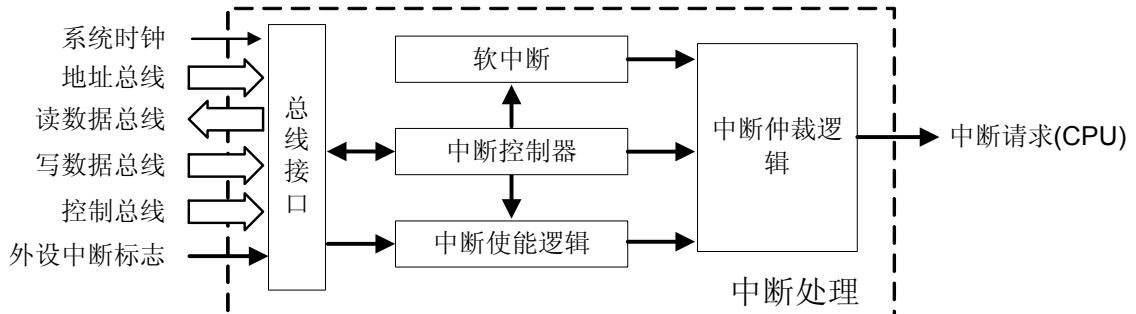 系统时钟
地址总线
读数据总线
写数据总线
控制总线
外设中断标志
总线接口
软中断
中断控制器
中断使能逻辑
中断仲裁逻
辑
中断请求(CPU)
中断处理